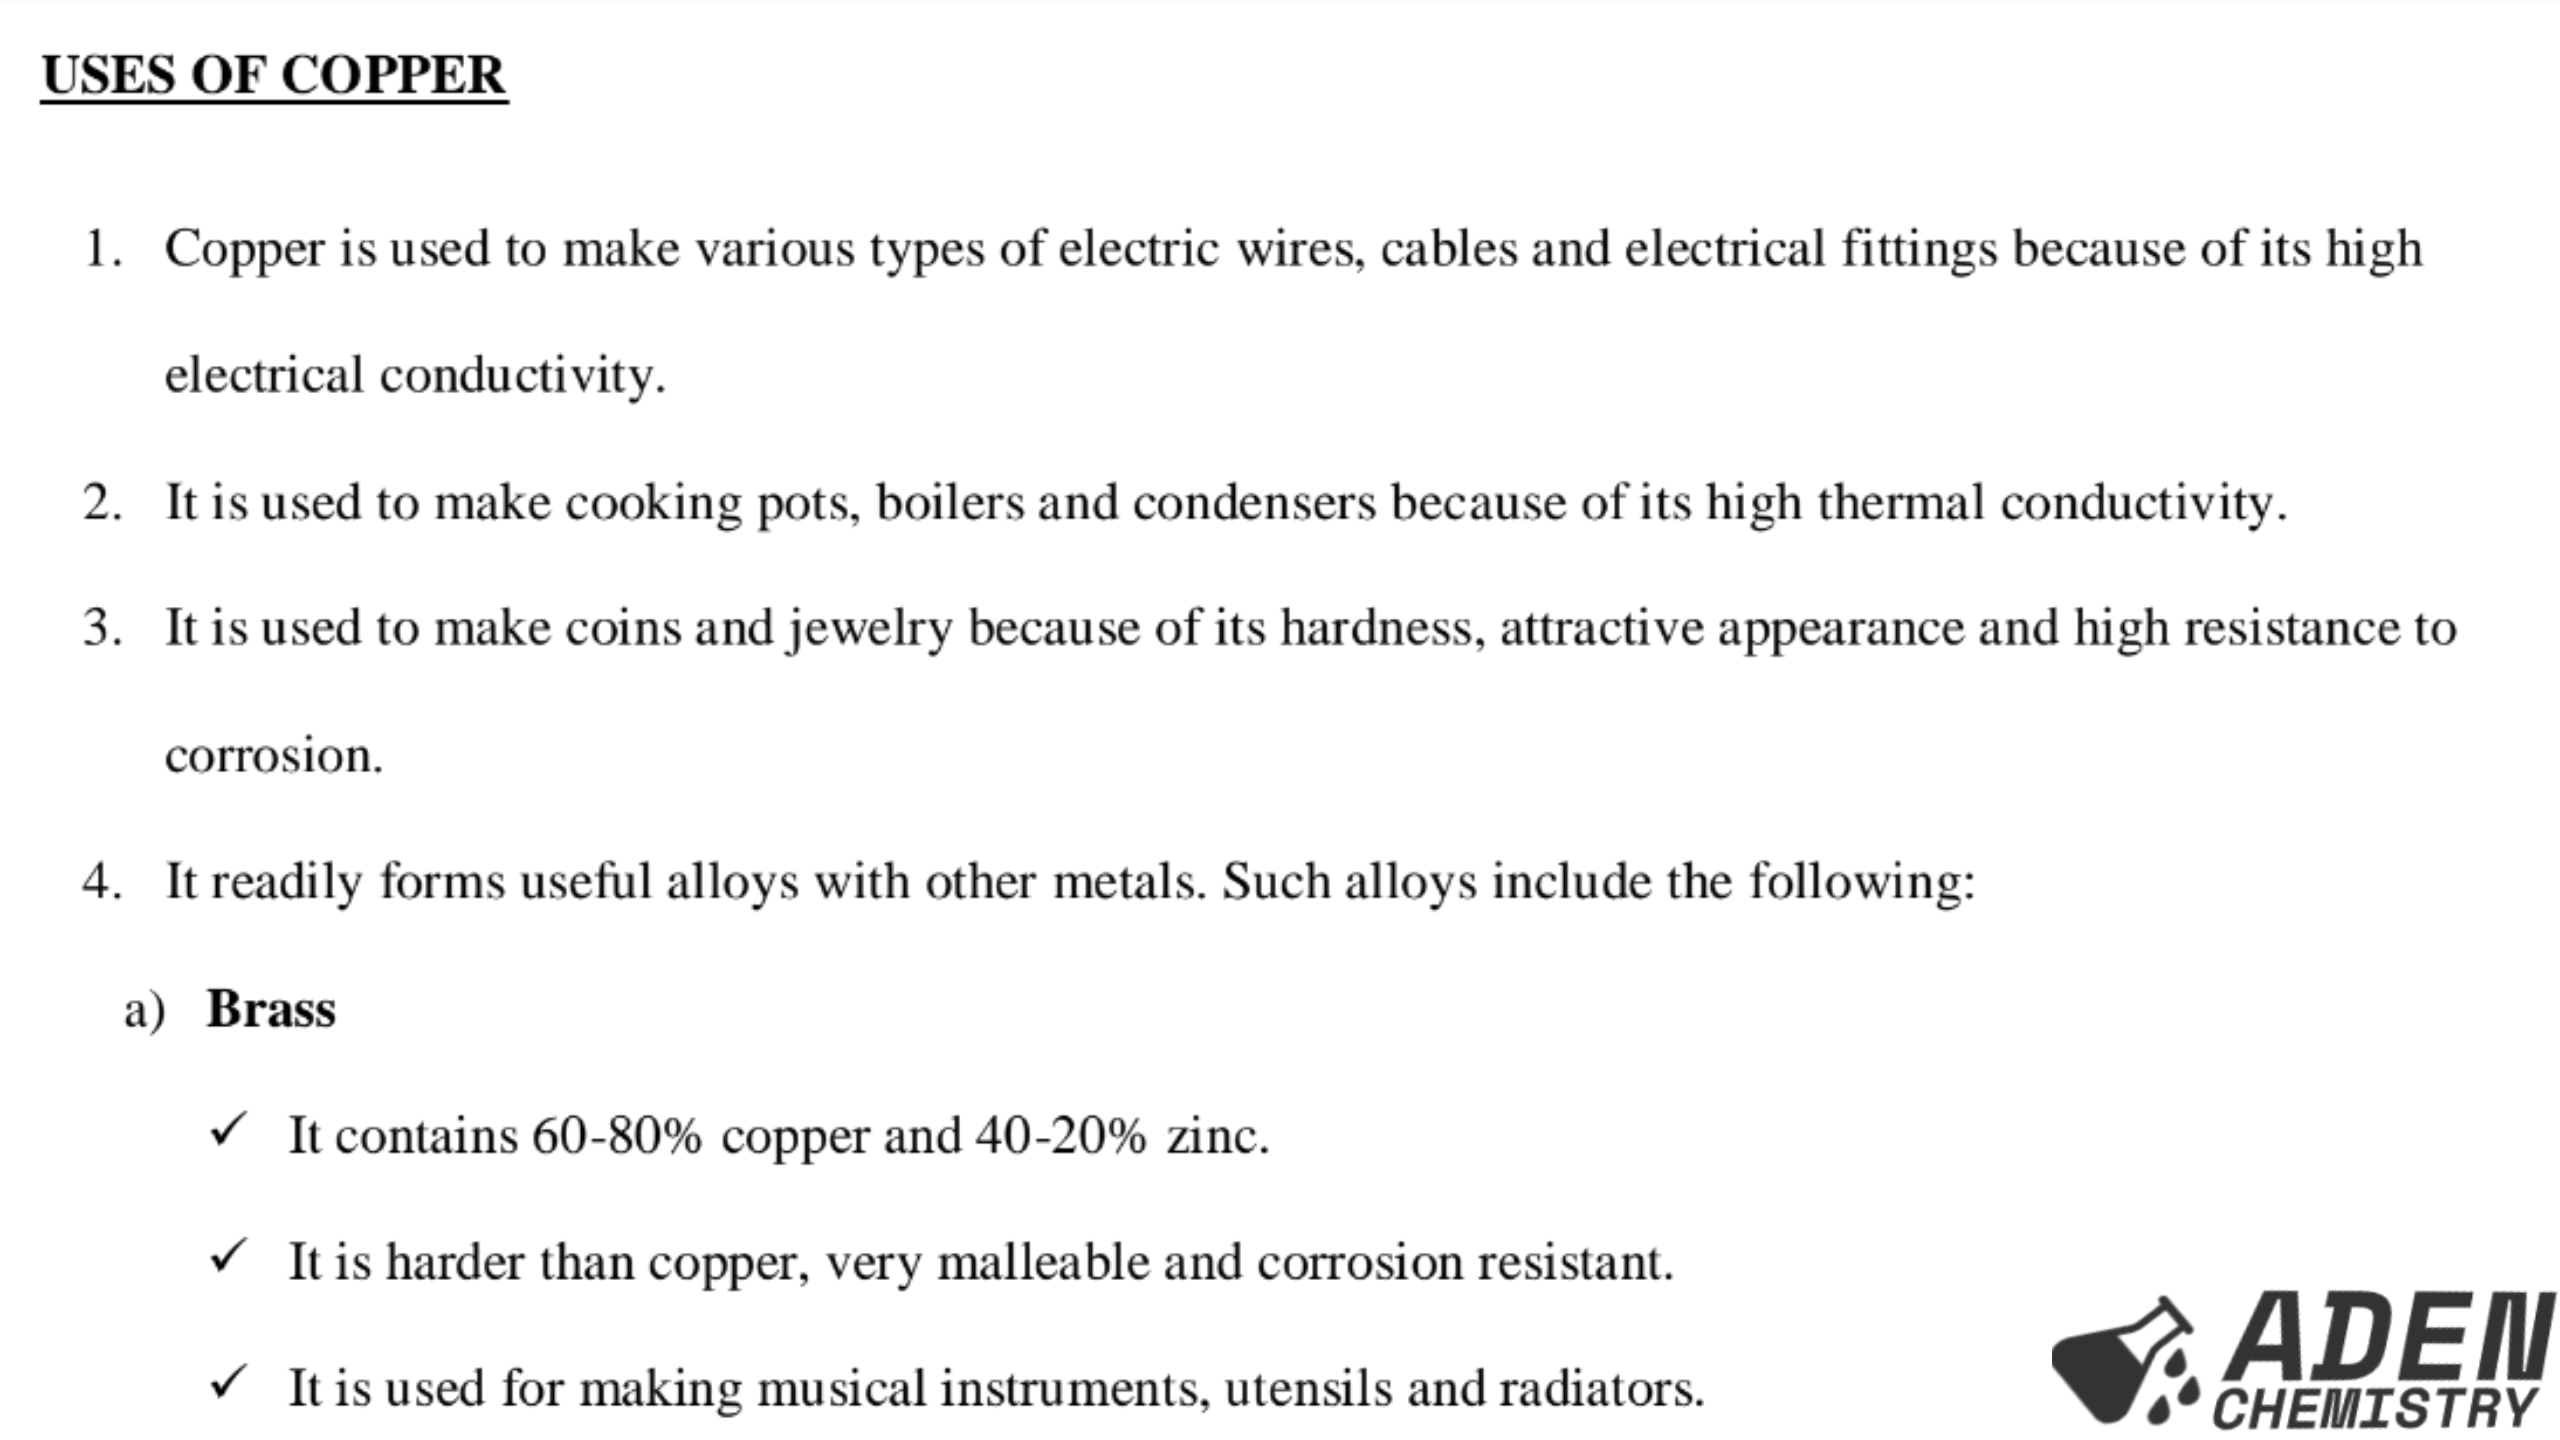 USES OF COPPER
1. Copper is used to make various types of electric wires, cables and electrical fittings because of its high
electrical conductivity.
2. It is used to make cooking pots, boilers and condensers because of its high thermal conductivity.
3. It is used to make coins and jewelry because of its hardness, attractive appearance and high resistance to
corrosion.
4. It readily forms useful alloys with other metals. Such alloys include the following:
a) Brass
✓ It contains 60-80% copper and 40-20% zinc.
✓ It is harder than copper, very malleable and corrosion resistant.
✓ It is used for making musical instruments, utensils and radiators.
ADEN
CHEMISTRY